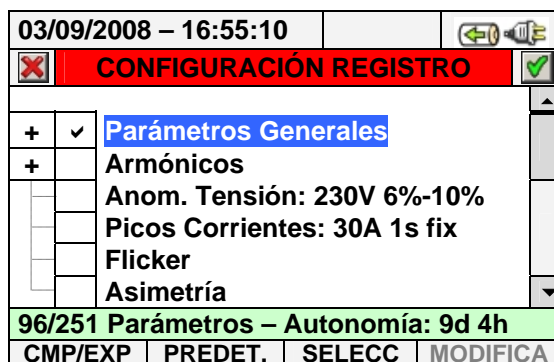 03/09/2008 – 16:55:10
CONFIGURACIÓN REGISTRO
+ Parámetros Generales
+ Armónicos
Anom. Tensión: 230V 6%-10%
Picos Corrientes: 30A 1s fix
Flicker
Asimetría
96/251 Parámetros – Autonomía: 9d 4h
CMP/EXP PREDET. SELECC MODIFICA